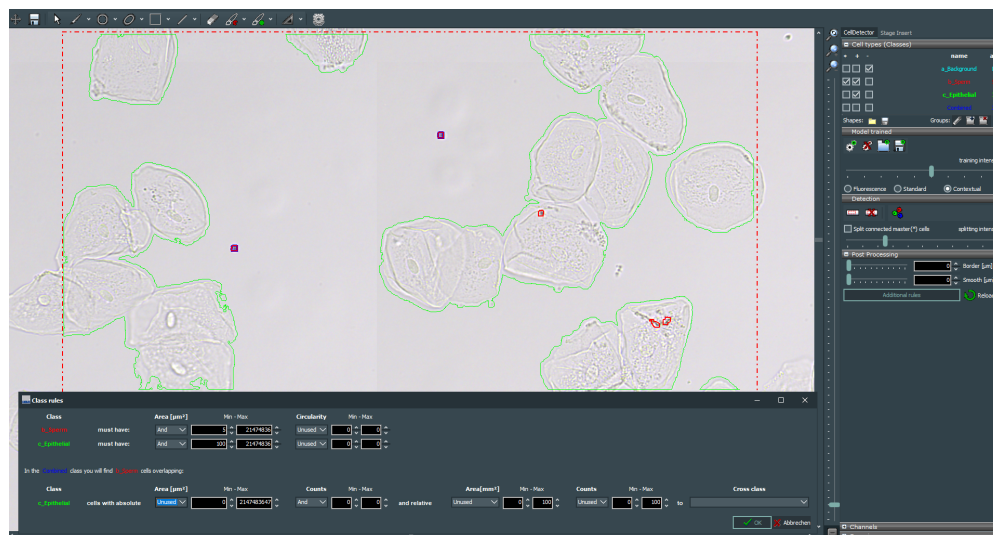 CellDetector Stage Insert
Cell types (Classes)
* + - name
a_Background
c_Epithelial
Combined
Shapes: Groups:
Model trained
training intens
Fluorescence Standard Contextual
Detection
Split connected master(*) cells splitting intens
Post Processing
0 Border [µm]
0 Smooth [µm
Additional rules Reload
Class rules
Class Area [µm²] Min - Max Circularity Min - Max
must have: And 5 21474836 Unused 0 0
c_Epithelial must have: And 100 21474836 Unused 0 0
In the Combined class you will find cells overlapping:
Class Area [µm²] Min - Max Counts Min - Max Area[mm²] Min - Max Counts Min - Max Cross class
c_Epithelial cells with absolute Unused 0 2147483647 And 0 0 and relative Unused 0 100 Unused 0 100 to
OK Abbrechen
Channels